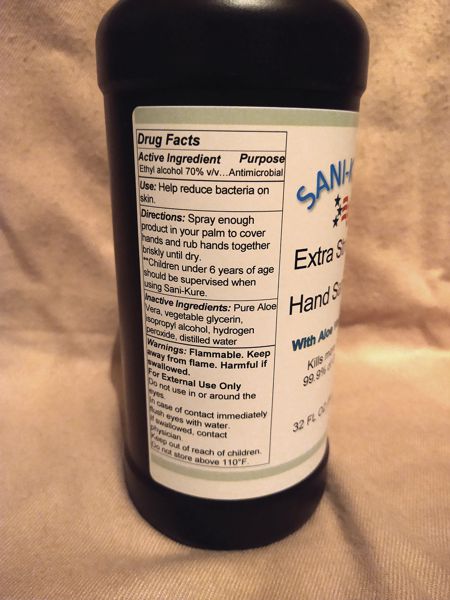 Drug Facts
Active Ingredient Purpose
Ethyl alcohol 70% v/v...Antimicrobial
Use: Help reduce bacteria on
skin.
Directions: Spray enough
product in your palm to cover
hands and rub hands together
briskly until dry.
**Children under 6 years of age
should be supervised when
using Sani-Kure.
Inactive Ingredients: Pure Aloe
Vera, vegetable glycerin,
isopropyl alcohol, hydrogen
peroxide, distilled water
Warnings: Flammable. Keep
away from flame. Harmful if
swallowed.
For External Use Only
Do not use in or around the
eyes.
In case of contact immediately
flush eyes with water.
If swallowed, contact
physician.
Keep out of reach of children.
Do not store above 110°F.
SANI-K
Extra
Hand
With Aloe
Kills
99.9%
32 FL